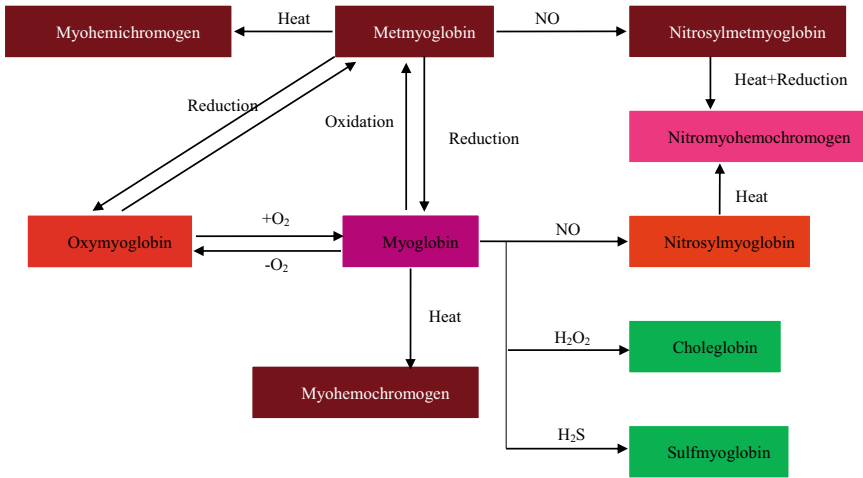 Myohemichromogen
Heat
Metmyoglobin
NO
Nitrosylmetmyoglobin
Heat+Reduction
Reduction
Oxidation
Reduction
Nitromyohemochromogen
Heat
Oxymyoglobin
+O₂
-O₂
Myoglobin
NO
Nitrosylmyoglobin
Heat
H₂O₂
Choleglobin
Myohemochromogen
H₂S
Sulfmyoglobin